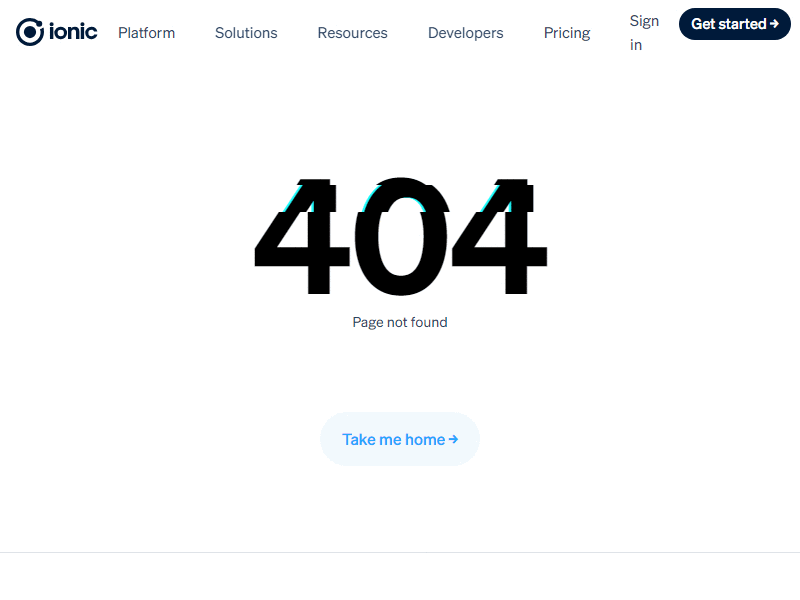 ionic
Platform
Solutions
Resources
Developers
Pricing
Sign
in
Get started →
404
Page not found
Take me home →